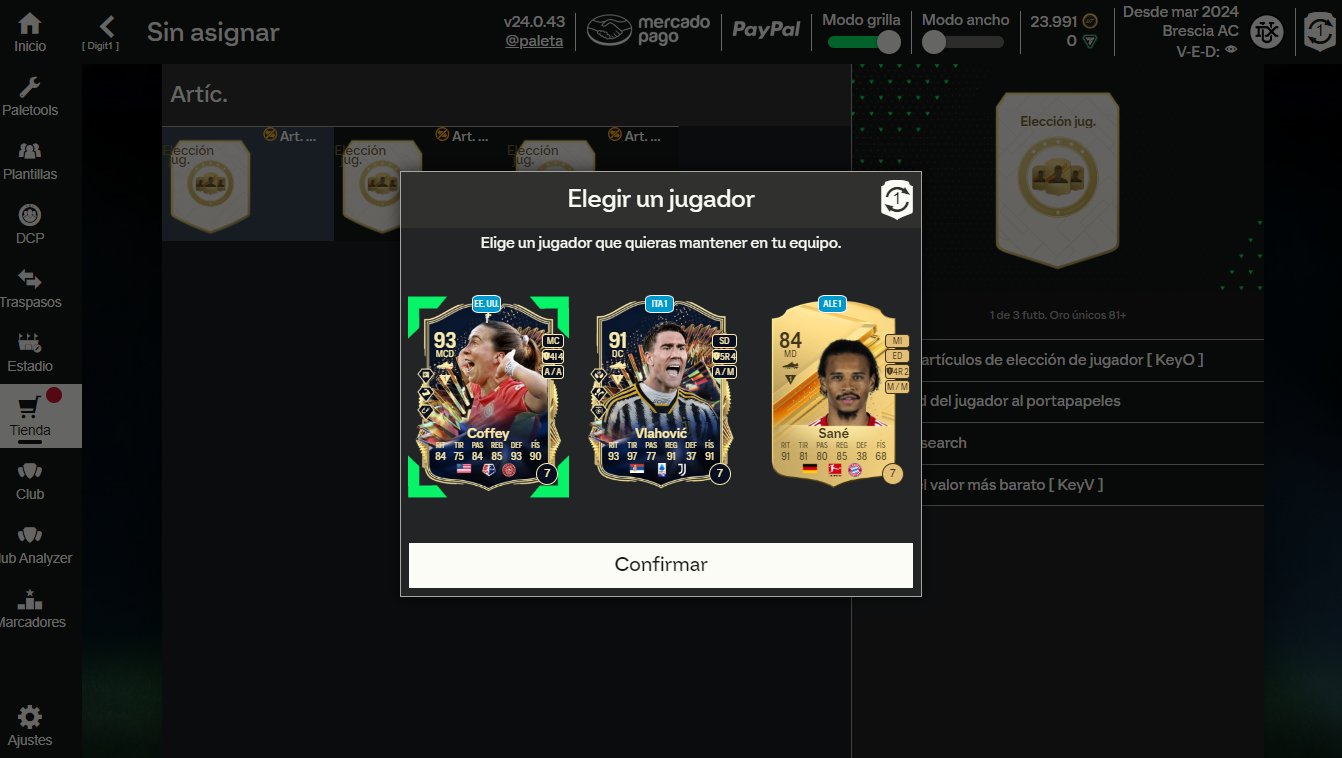 Inicio
[ Digit1 ]
Sin asignar
v24.0.43
@paleta
mercado
pago
PayPal
Modo grilla
Modo ancho
23.991
0
Desde mar 2024
Brescia AC
V-E-D:
1
Paletools
Plantillas
DCP
Traspasos
Estadio
Tienda
Club
lub Analyzer
Marcadores
Ajustes
Artíc.
Elección
jug.
Art. ...
Elección
jug.
Art. ...
Elección
jug.
Art. ...
Elección jug.
1 de 3 futb. Oro únicos 81+
artículos de elección de jugador [ KeyO ]
d del jugador al portapapeles
search
l valor más barato [ KeyV ]
Elegir un jugador
1
Elige un jugador que quieras mantener en tu equipo.
EE. UU.
93
MCD
MC
4|4
A / A
Coffey
RIT TIR PAS REG DEF FÍS
84 75 84 85 93 90
7
ITA 1
91
DC
SD
5R4
A / M
Vlahović
RIT TIR PAS REG DEF FÍS
93 97 77 91 37 91
7
ALE 1
84
MD
MI
ED
4R 2
M / M
Sané
RIT TIR PAS REG DEF FÍS
91 81 80 85 38 68
7
Confirmar